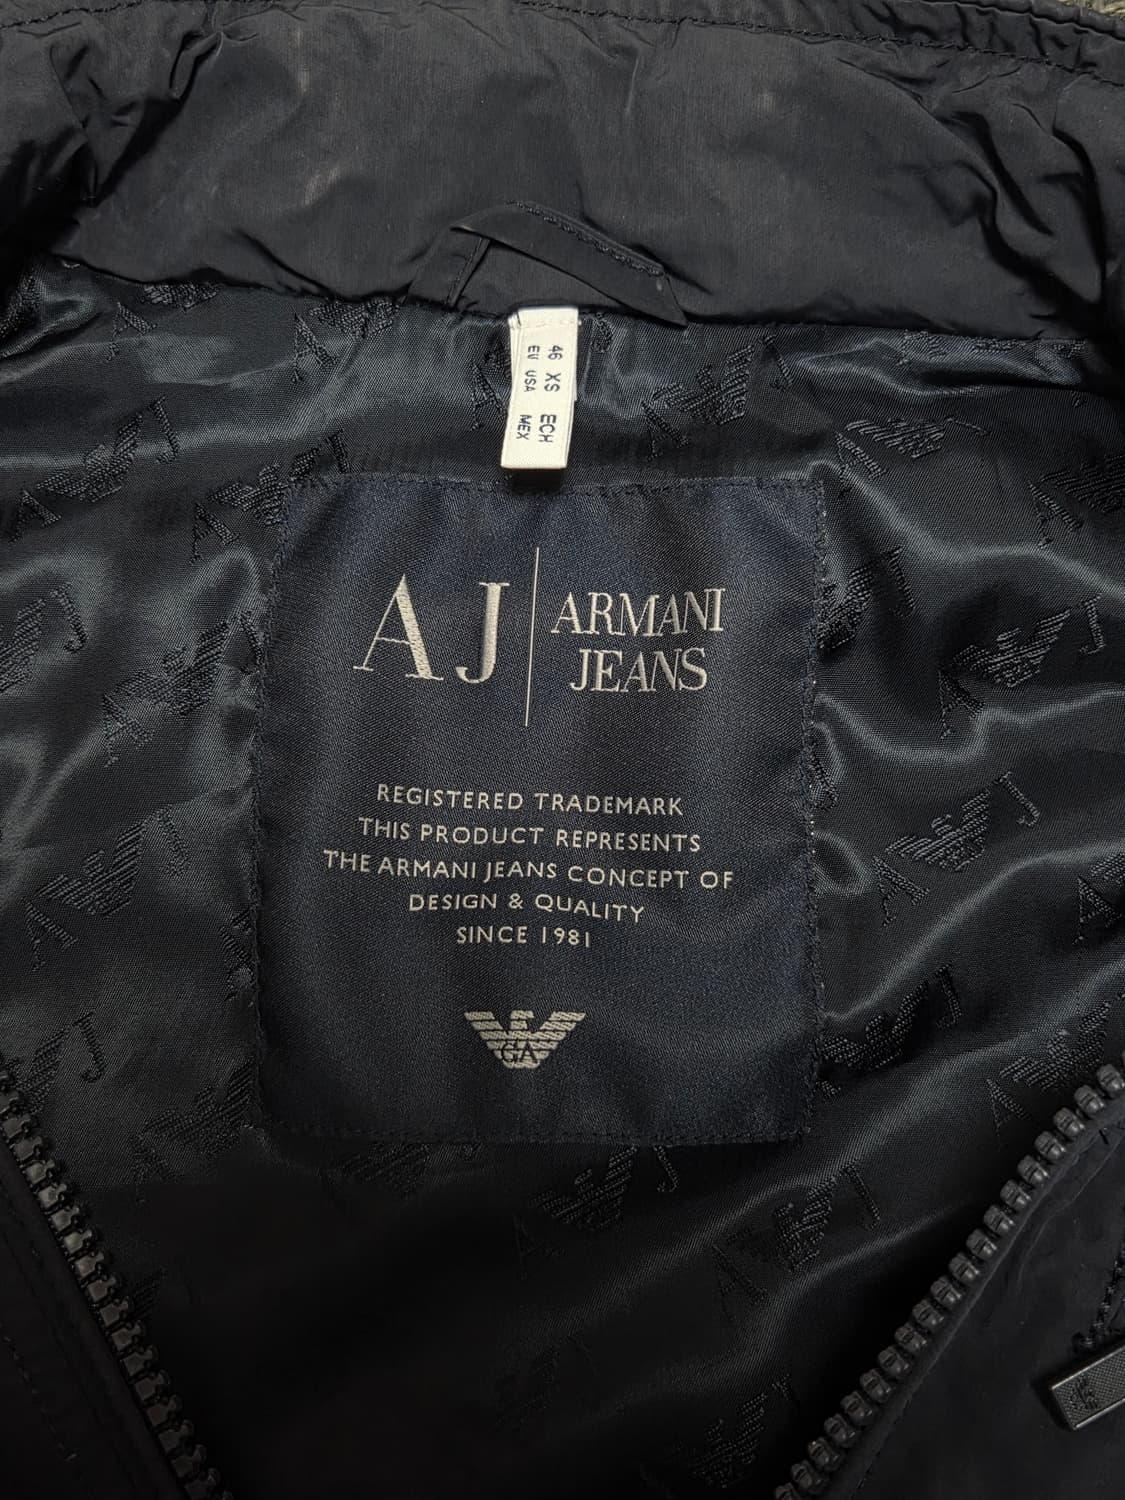 46 XS ECH
EU USA MEX
AJ
ARMANI
JEANS
REGISTERED TRADEMARK
THIS PRODUCT REPRESENTS
THE ARMANI JEANS CONCEPT OF
DESIGN & QUALITY
SINCE 1981
GA